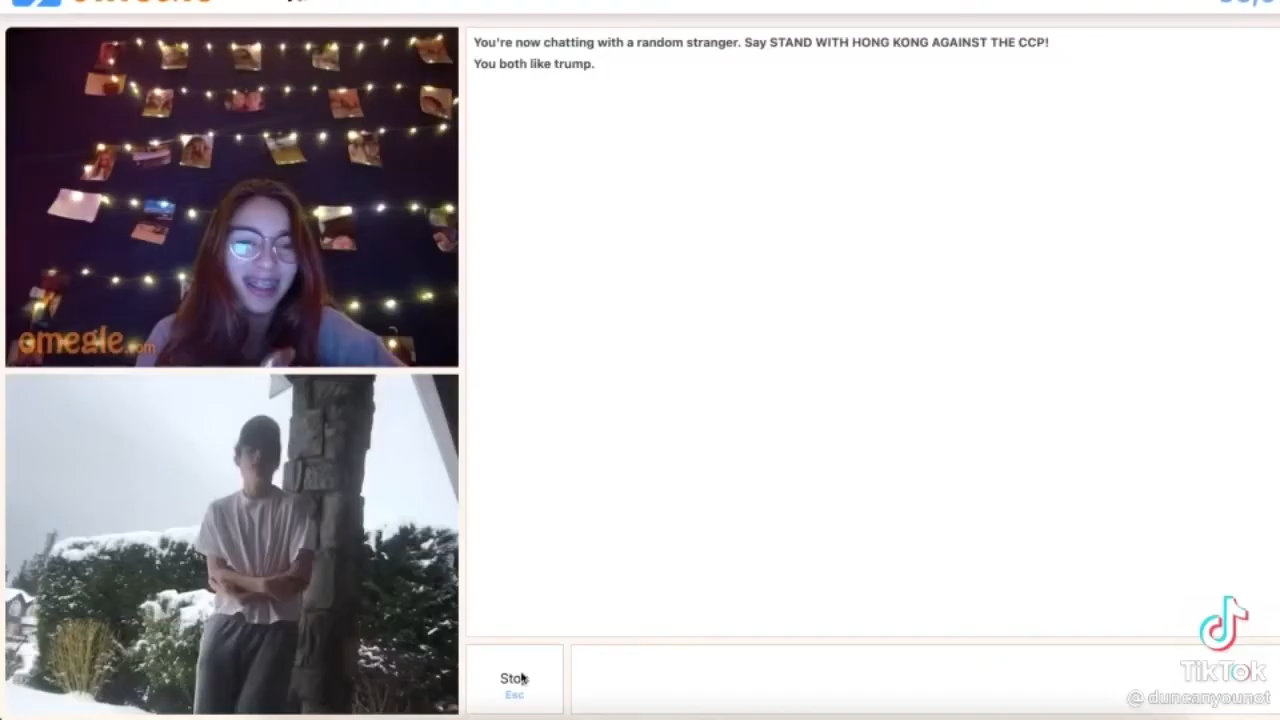 You're now chatting with a random stranger. Say STAND WITH HONG KONG AGAINST THE CCP!
You both like trump.
omegle.com
Stop
Esc
TikTok
@duncanyounot